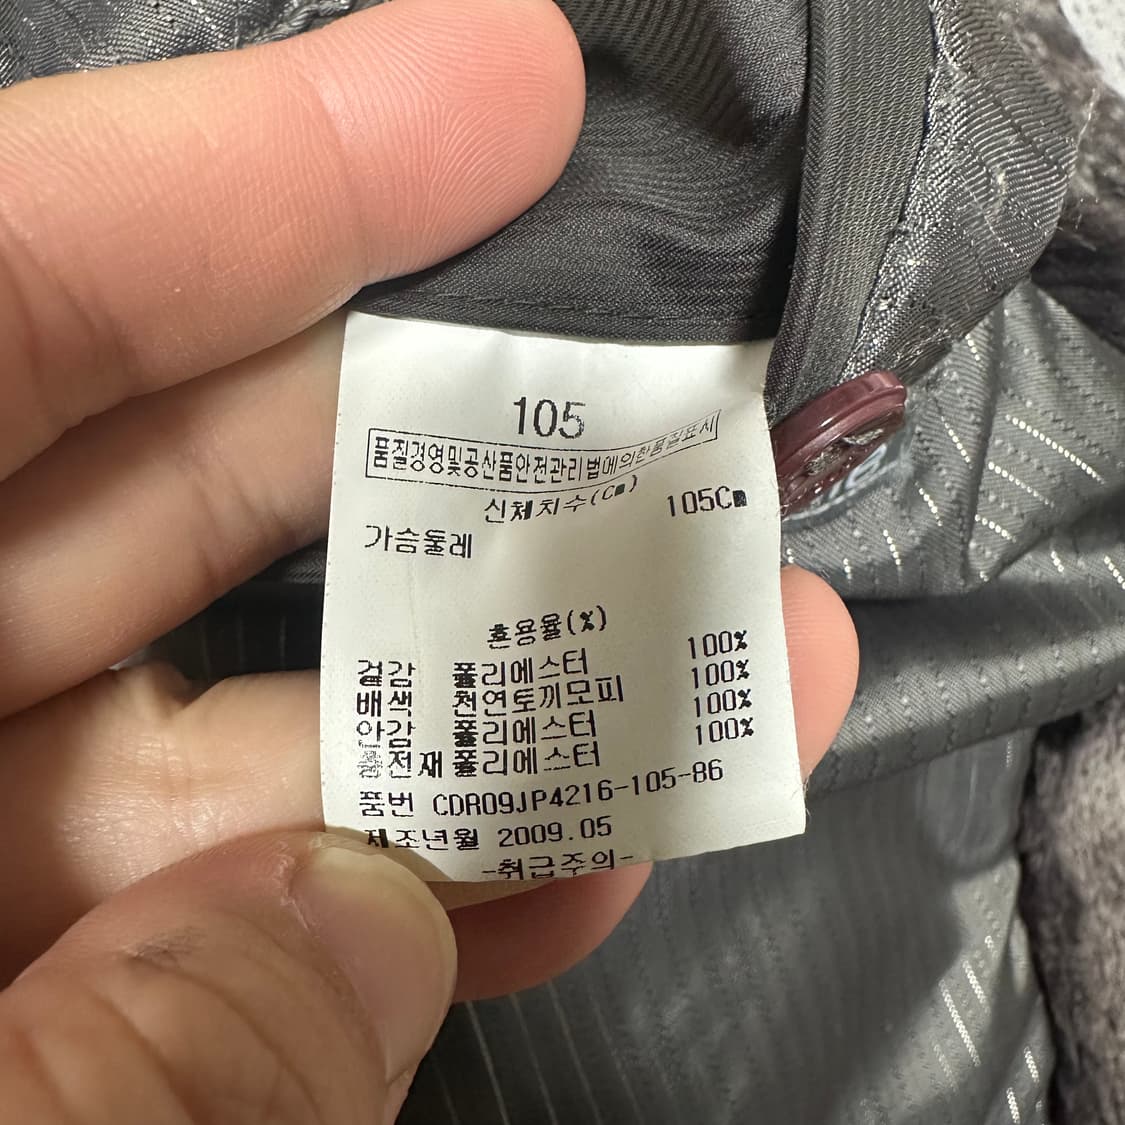 105
품질경영및공산품안전관리법에의한품질표시
신체치수(Cm)
가슴둘레 105Cm
혼용율(%)
겉감 폴리에스터 100%
배색 천연토끼모피 100%
안감 폴리에스터 100%
충전재 폴리에스터 100%
품번 CDR09JP4216-105-86
제조년월 2009.05
-취급주의-